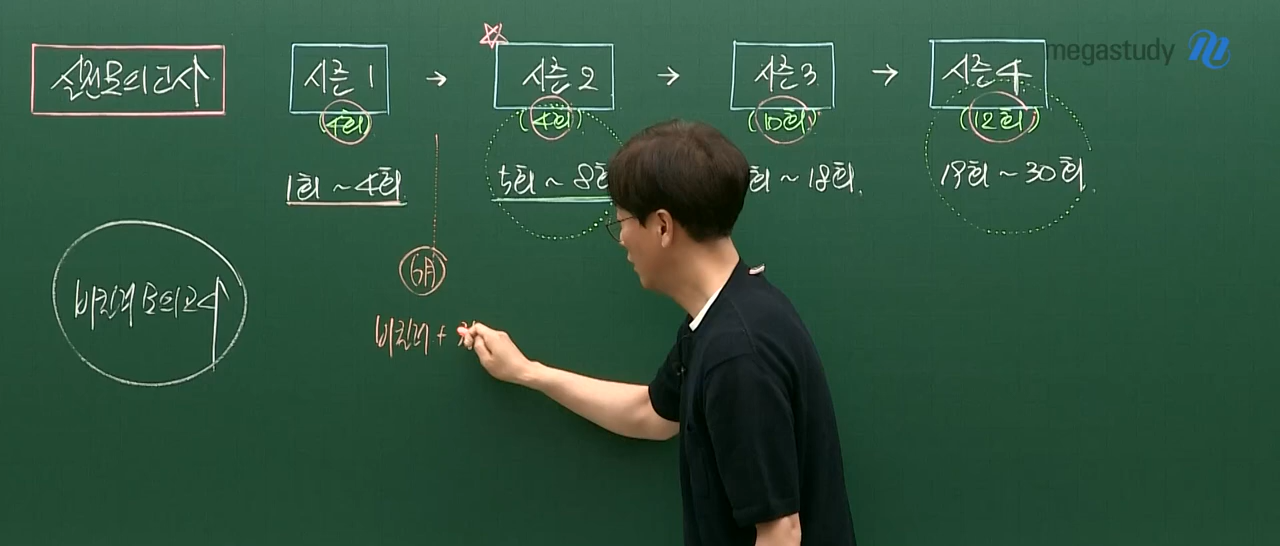 실전모의고사
시즌 1 → 시즌 2 → 시즌 3 → 시즌 4
(4회) (4회) (10회) (12회)
1회 ~ 4회 5회 ~ 8회 회 ~ 18회. 19회 ~ 30회.
6月
비킬러 모의고사
비킬러 +
megastudy